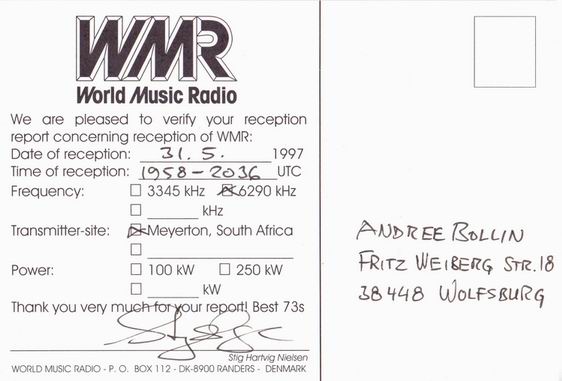 WMR
World Music Radio
We are pleased to verify your reception
report concerning reception of WMR:
Date of reception: 31. 5. 1997
Time of reception: 1958 - 2036 UTC
Frequency: ☐ 3345 kHz ☒ 6290 kHz
☐ ______ kHz
Transmitter-site: ☒ Meyerton, South Africa
☐ ______
Power: ☐ 100 kW ☐ 250 kW
☐ ______ kW
Thank you very much for your report! Best 73s
Stig Hartvig Nielsen
WORLD MUSIC RADIO - P. O. BOX 112 - DK-8900 RANDERS - DENMARK
ANDREE BOLLIN
FRITZ WEIBERG STR. 18
38448 WOLFSBURG